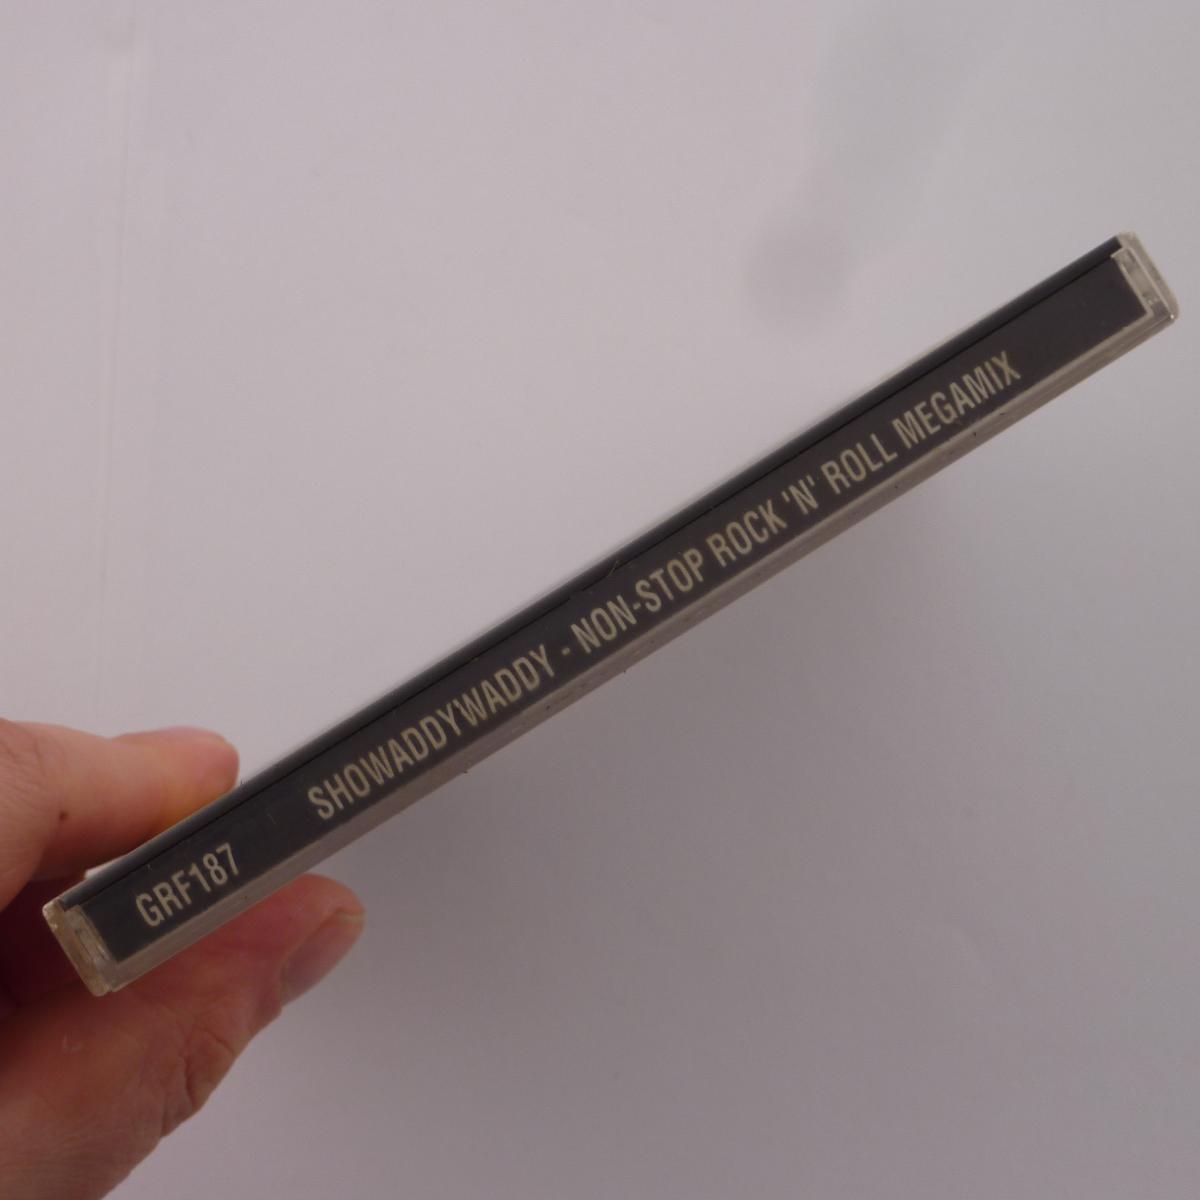 GRF187 SHOWADDYWADDY - NON-STOP ROCK 'N' ROLL MEGAMIX